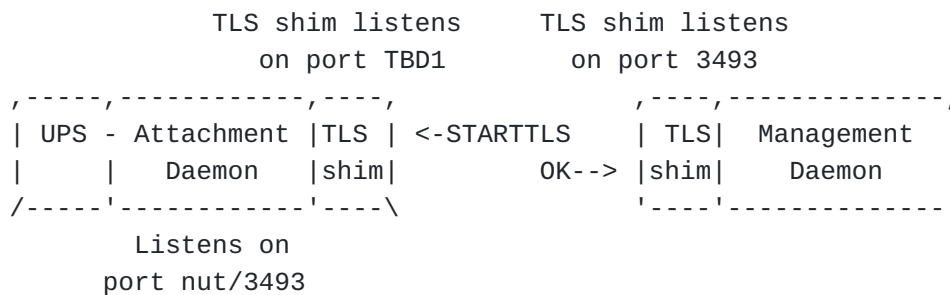 TLS shim listens     TLS shim listens
on port TBD1        on port 3493
,-----,------------,----,                ,----,--------------,
| UPS - Attachment |TLS | <-STARTTLS    | TLS|  Management
|     |   Daemon   |shim|         OK--> |shim|    Daemon
/-----'------------'----\               '----'--------------
Listens on
port nut/3493